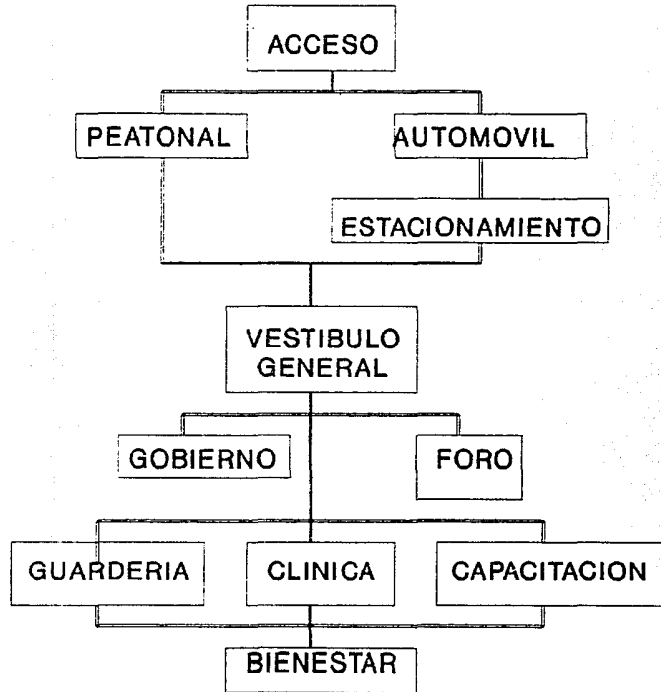 ACCESO
PEATONAL
AUTOMOVIL
ESTACIONAMIENTO
VESTIBULO
GENERAL
GOBIERNO
FORO
GUARDERIA
CLINICA
CAPACITACION
BIENESTAR